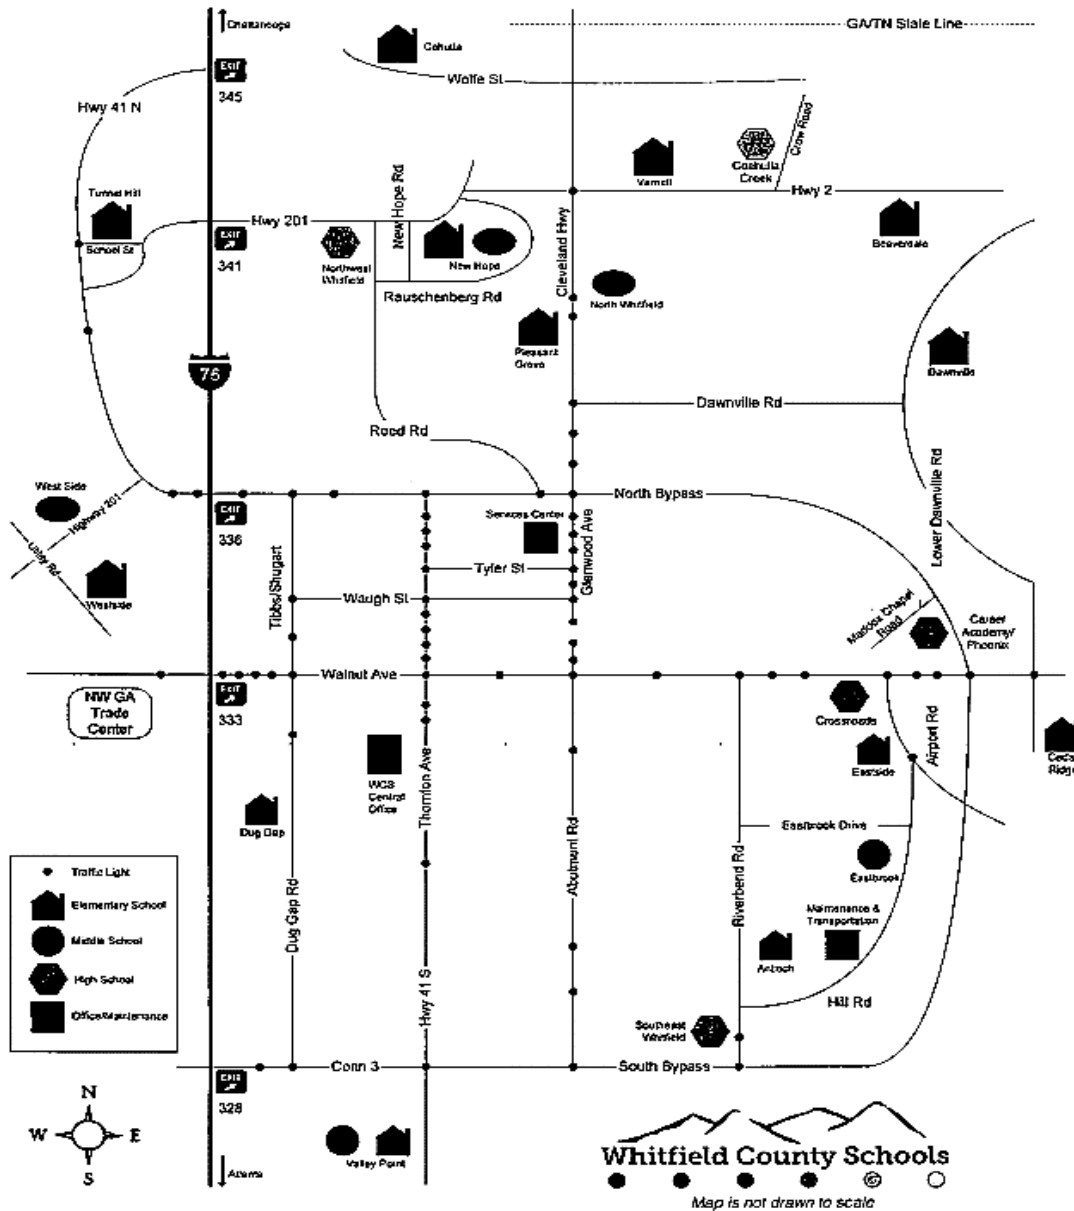 Chattanooga
GA/TN State Line
Cohutta
EXIT
345
Wolfe St
Hwy 41 N
Crow Road
Varnell
Coahulla
Creek
Hwy 2
Tunnel Hill
School St
Hwy 201
EXIT
341
New Hope Rd
Northwest
Whitfield
New Hope
Rauschenberg Rd
Cleveland Hwy
North Whitfield
Beaverdale
Pleasant
Grove
Dawnville
75
Dawnville Rd
Reed Rd
Lower Dawnville Rd
West Side
Highway 201
Utility Rd
Westside
North Bypass
EXIT
336
Services Center
Glenwood Ave
Tyler St
Tibbs/Shugart
Waugh St
Maddox Chapel
Road
Career
Academy/
Phoenix
Walnut Ave
NW GA
Trade
Center
EXIT
333
Crossroads
Airport Rd
Eastside
Cedar
Ridge
WCS
Central
Office
Thornton Ave
Dug Gap
Dug Gap Rd
Abutment Rd
Riverbend Rd
Eastbrook Drive
Eastbrook
Maintenance &
Transportation
Antioch
Hill Rd
Hwy 41 S
Southeast
Whitfield
Traffic Light
Elementary School
Middle School
High School
Office/Maintenance
Conn 3
South Bypass
EXIT
328
N
W
E
S
Valley Point
Atlanta
Whitfield County Schools
Map is not drawn to scale